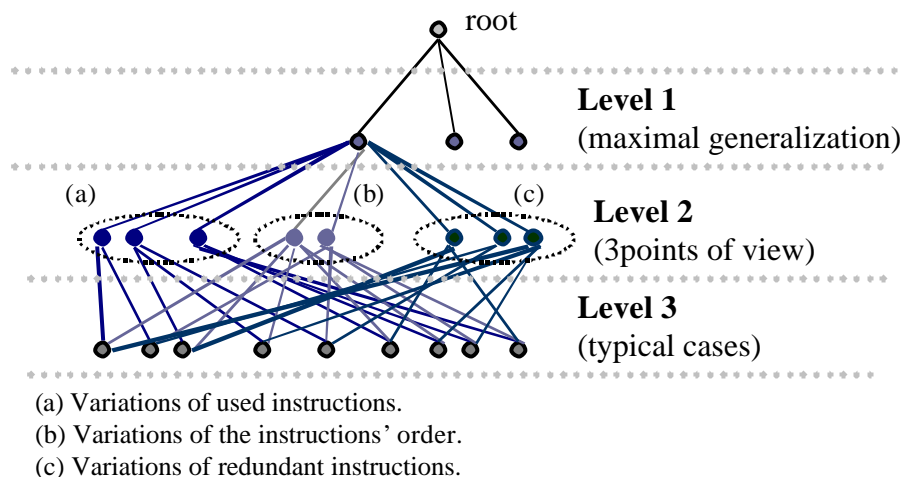 root
Level 1
(maximal generalization)
(a)
(b)
(c)
Level 2
(3points of view)
Level 3
(typical cases)
(a) Variations of used instructions.
(b) Variations of the instructions’ order.
(c) Variations of redundant instructions.